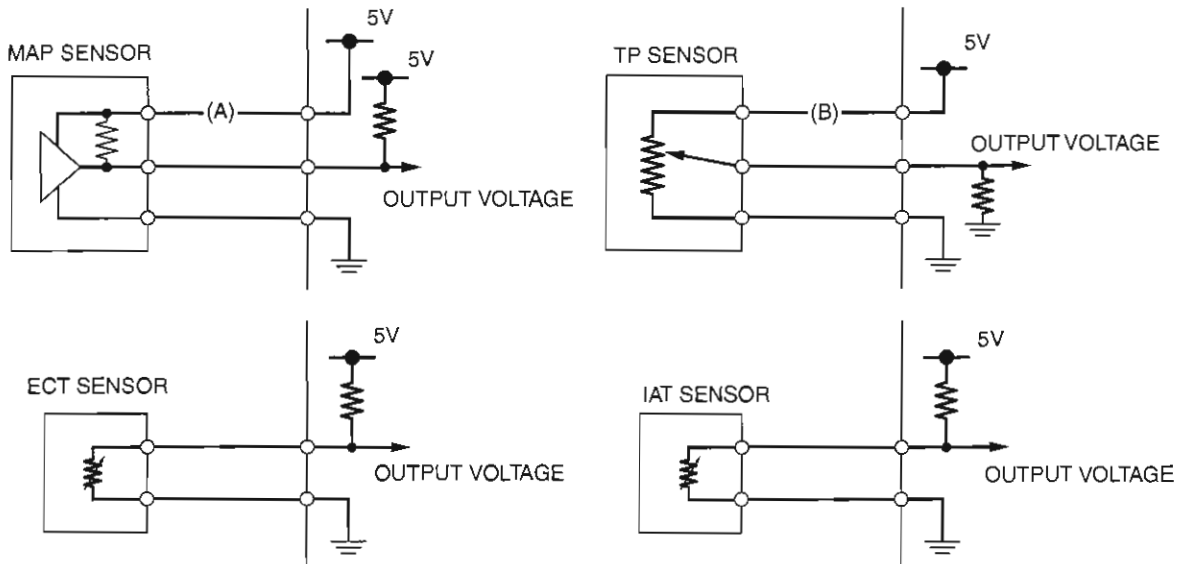 MAP SENSOR
5V
5V
(A)
OUTPUT VOLTAGE
TP SENSOR
5V
(B)
OUTPUT VOLTAGE
ECT SENSOR
5V
OUTPUT VOLTAGE
IAT SENSOR
5V
OUTPUT VOLTAGE